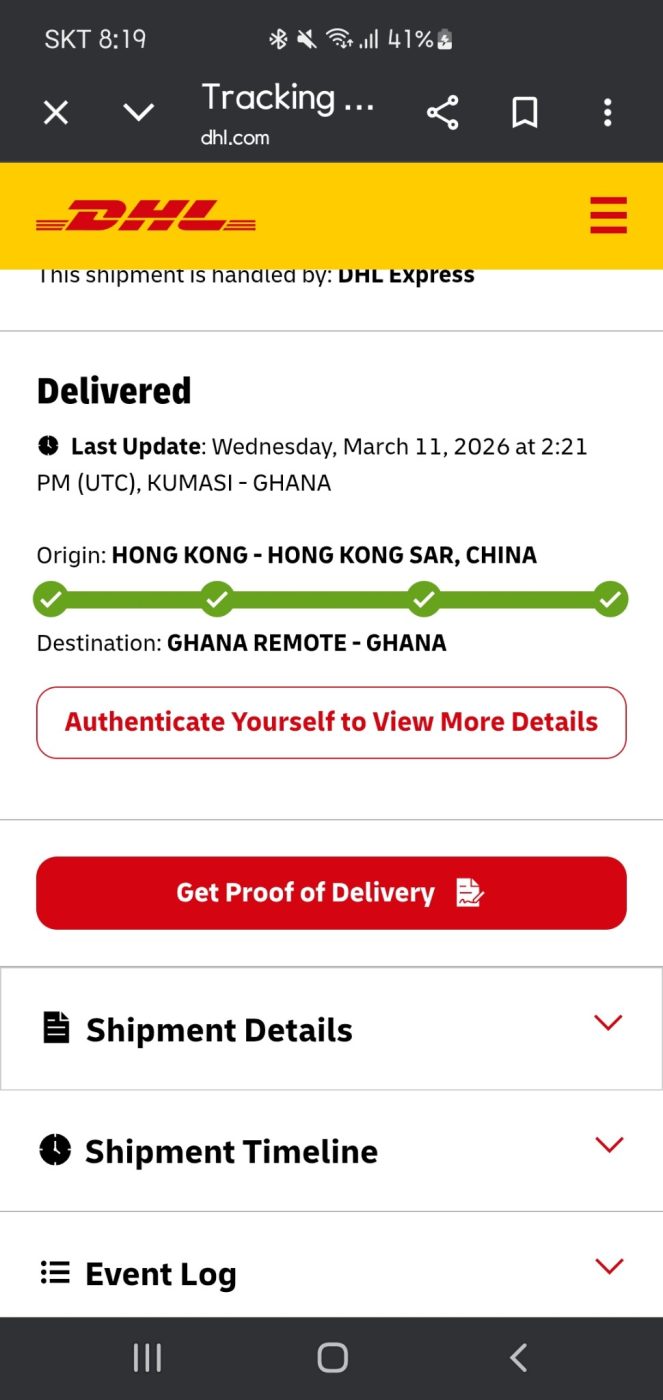 SKT 8:19 41%
Tracking ...
dhl.com
DHL
This shipment is handled by: DHL Express
Delivered
Last Update: Wednesday, March 11, 2026 at 2:21
PM (UTC), KUMASI - GHANA
Origin: HONG KONG - HONG KONG SAR, CHINA
Destination: GHANA REMOTE - GHANA
Authenticate Yourself to View More Details
Get Proof of Delivery
Shipment Details
Shipment Timeline
Event Log